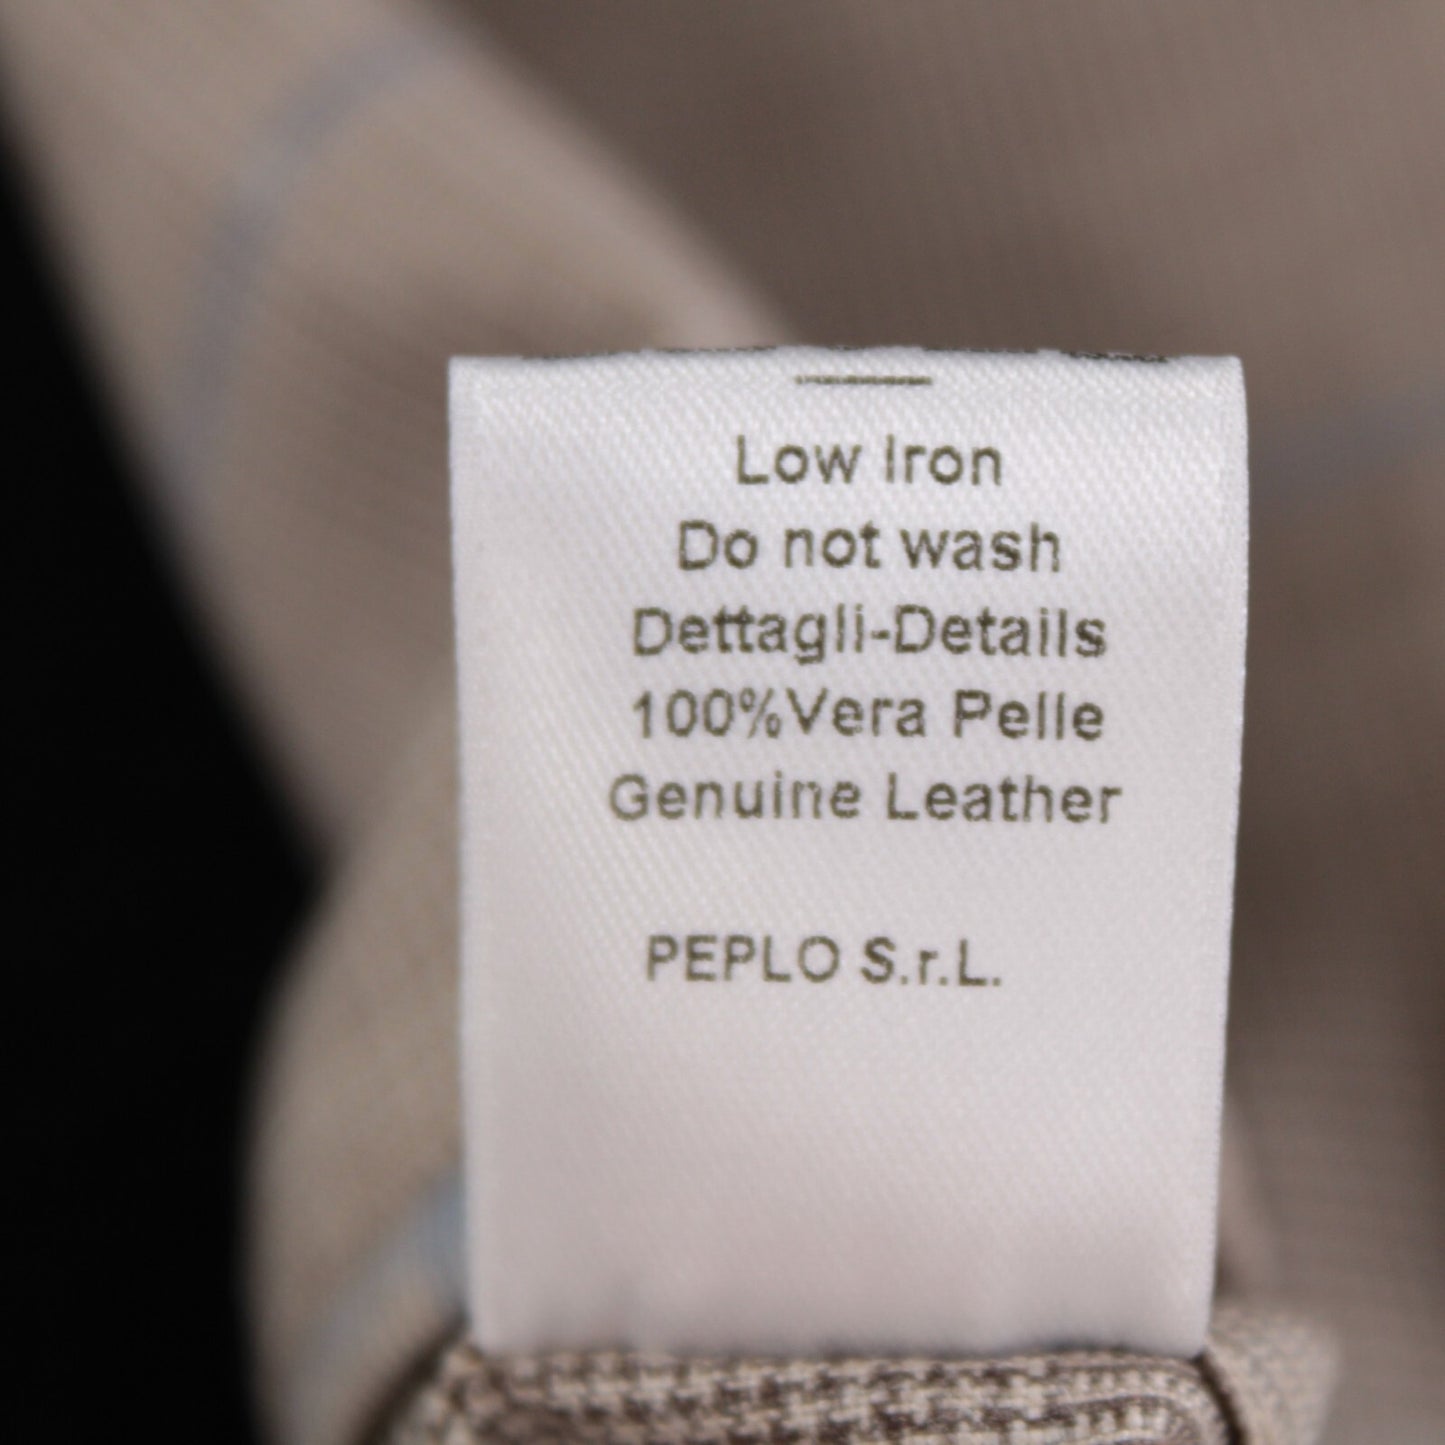 Low Iron
Do not wash
Dettagli-Details
100%Vera Pelle
Genuine Leather
PEPLO S.r.L.